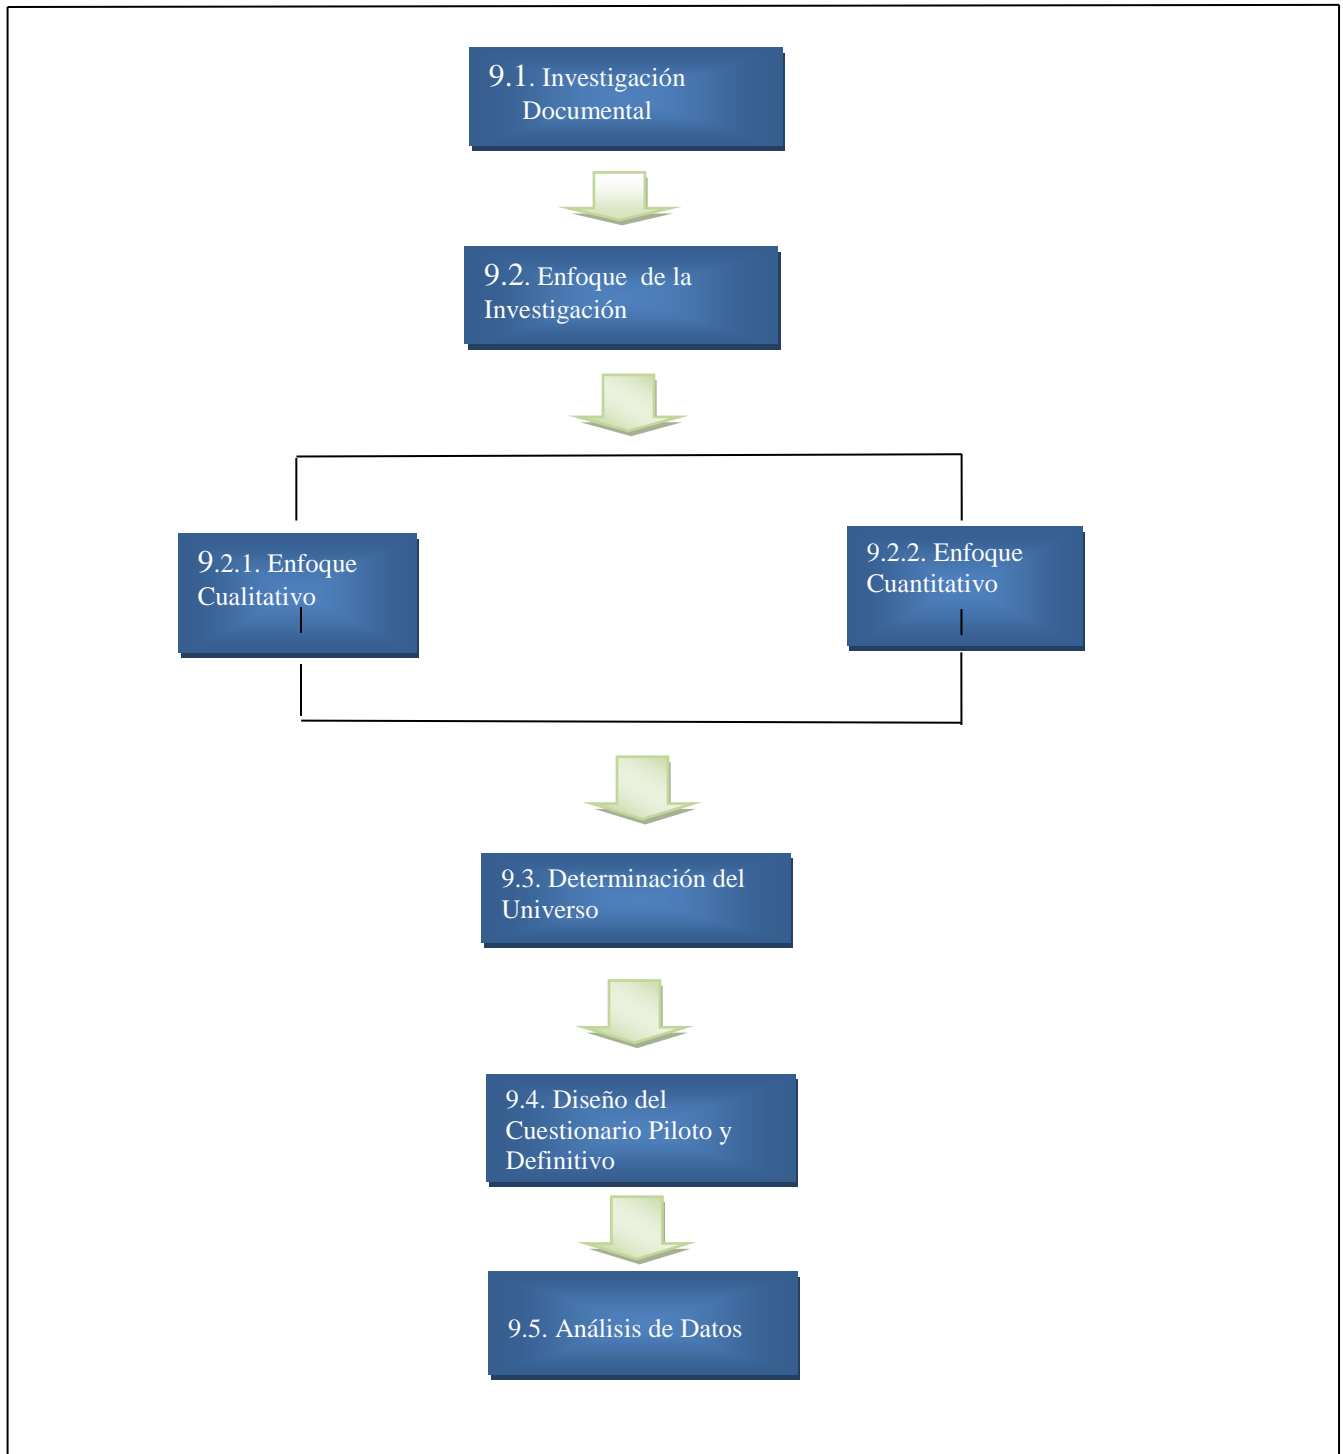 9.1. Investigación
Documental
9.2. Enfoque de la
Investigación
9.2.1. Enfoque
Cualitativo
9.2.2. Enfoque
Cuantitativo
9.3. Determinación del
Universo
9.4. Diseño del
Cuestionario Piloto y
Definitivo
9.5. Análisis de Datos